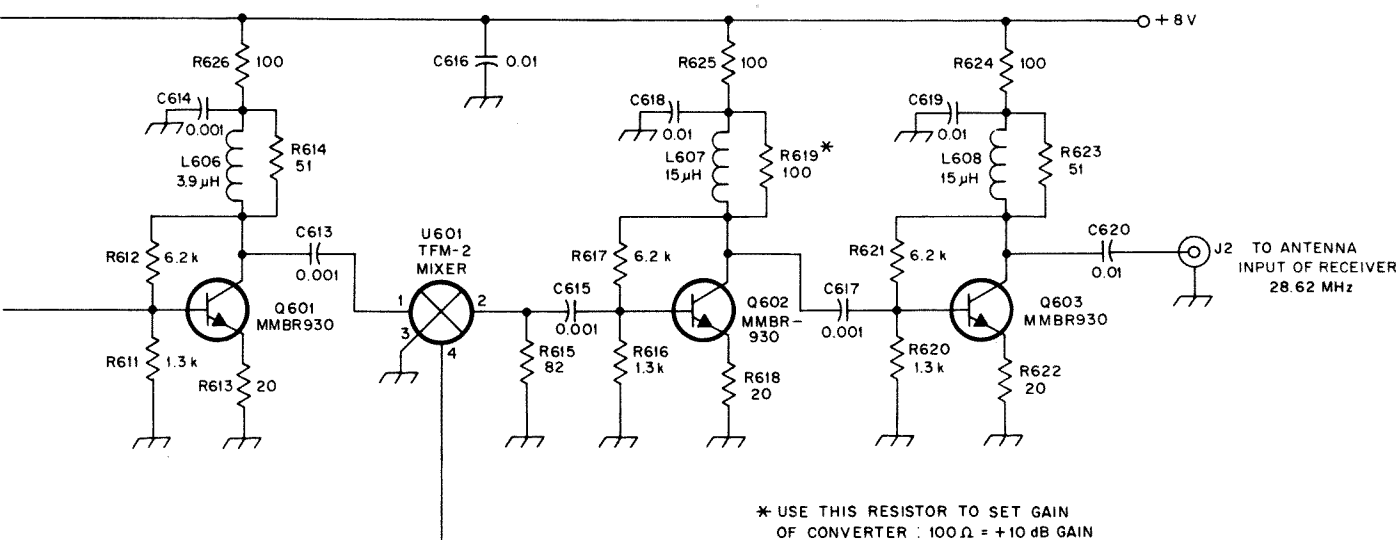 + 8 V
R626
100
C616
0.01
R625
100
R624
100
C614
0.001
C618
0.01
C619
0.01
L606
3.9 µH
R614
51
L607
15 µH
R619*
100
L608
15 µH
R623
51
R612
6.2 k
C613
0.001
U601
TFM-2
MIXER
R617
6.2 k
R621
6.2 k
C620
0.01
J2
TO ANTENNA
INPUT OF RECEIVER
28.62 MHz
Q601
MMBR930
1
2
3
4
C615
0.001
Q602
MMBR-
930
C617
0.001
Q603
MMBR930
R611
1.3 k
R613
20
R615
82
R616
1.3 k
R618
20
R620
1.3 k
R622
20
* USE THIS RESISTOR TO SET GAIN
OF CONVERTER : 100 Ω = +10 dB GAIN